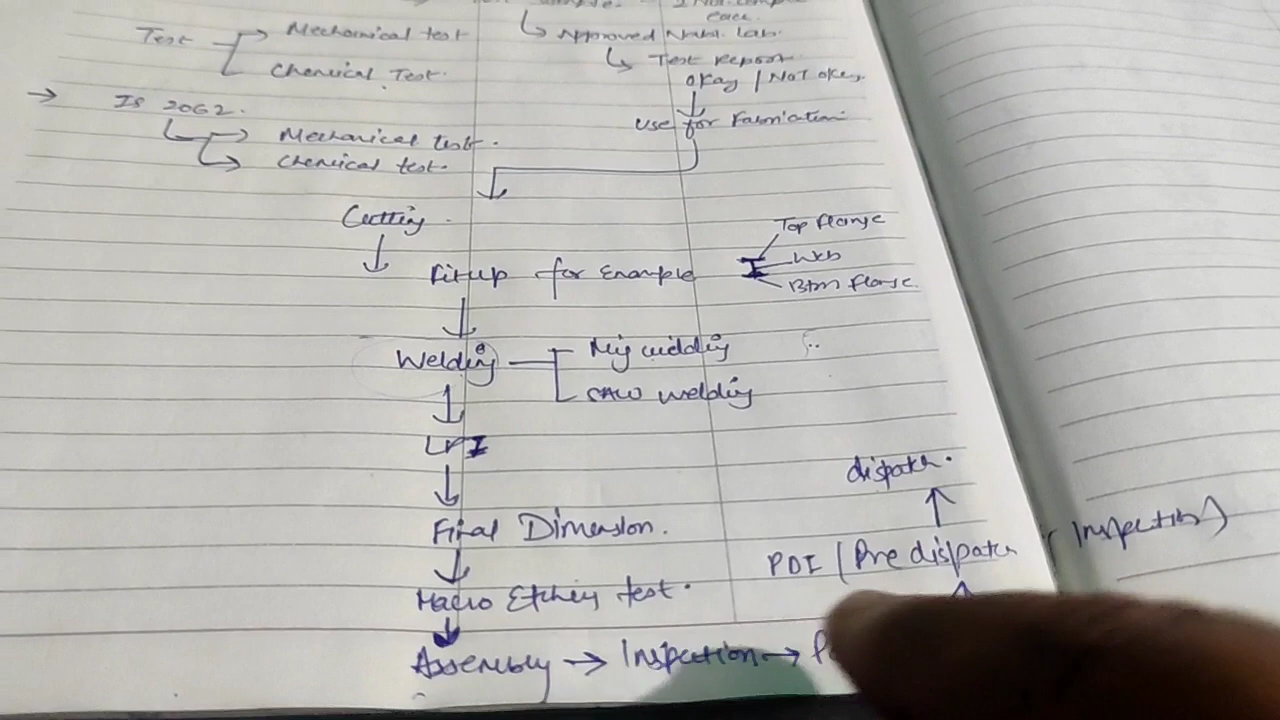 Test Mechanical test
Chemical Test.
each.
Approved Nabl. lab.
Test Report
okay / Not okay.
IS 2062.
Mechanical test.
Chemical test.
Use for Fabrication
Cutting
Fitup for Example
Top Flange
Web
Btm Flange.
Welding Mig welding
SAW welding
LPI
dispatch.
Final Dimension.
PDI (Pre dispatch Inspection)
Macro Etching test.
Assembly → Inspection →